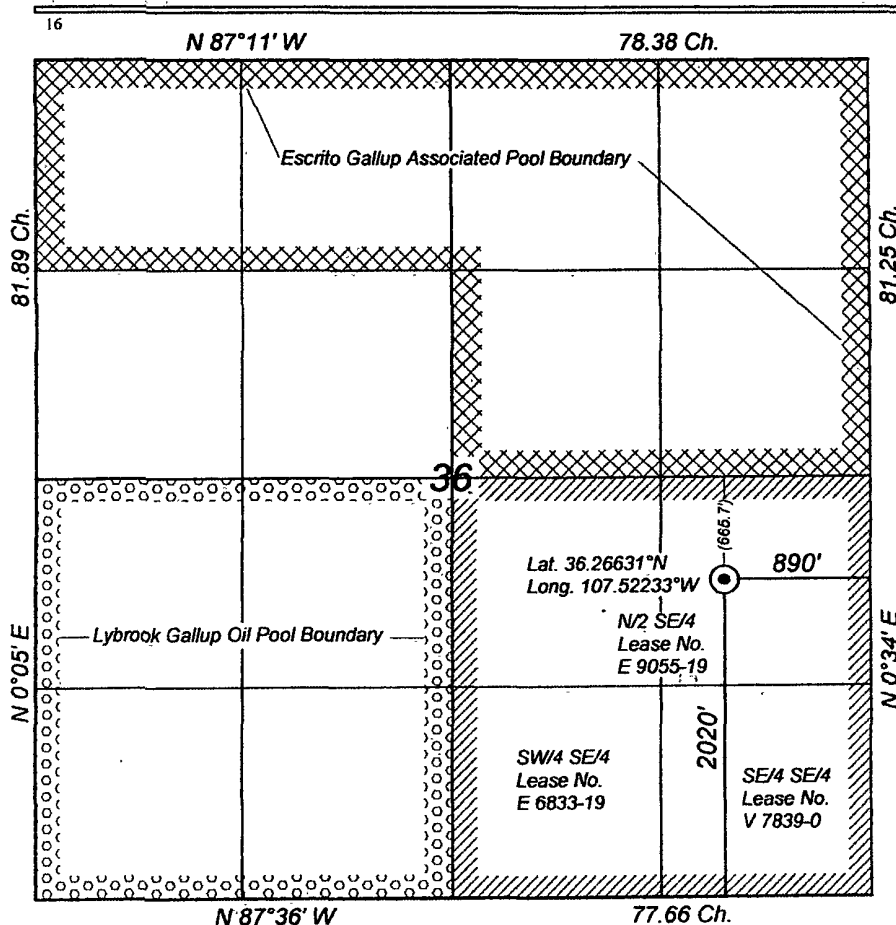 16
N 87°11' W
78.38 Ch.
Escrito Gallup Associated Pool Boundary
81.89 Ch.
81.25 Ch.
36
(665.7')
Lat. 36.26631°N
Long. 107.52233°W
890'
N/2 SE/4
Lease No.
E 9055-19
Lybrook Gallup Oil Pool Boundary
N 0°05' E
N 0°34' E
2020'
SW/4 SE/4
Lease No.
E 6833-19
SE/4 SE/4
Lease No.
V 7839-0
N 87°36' W
77.66 Ch.